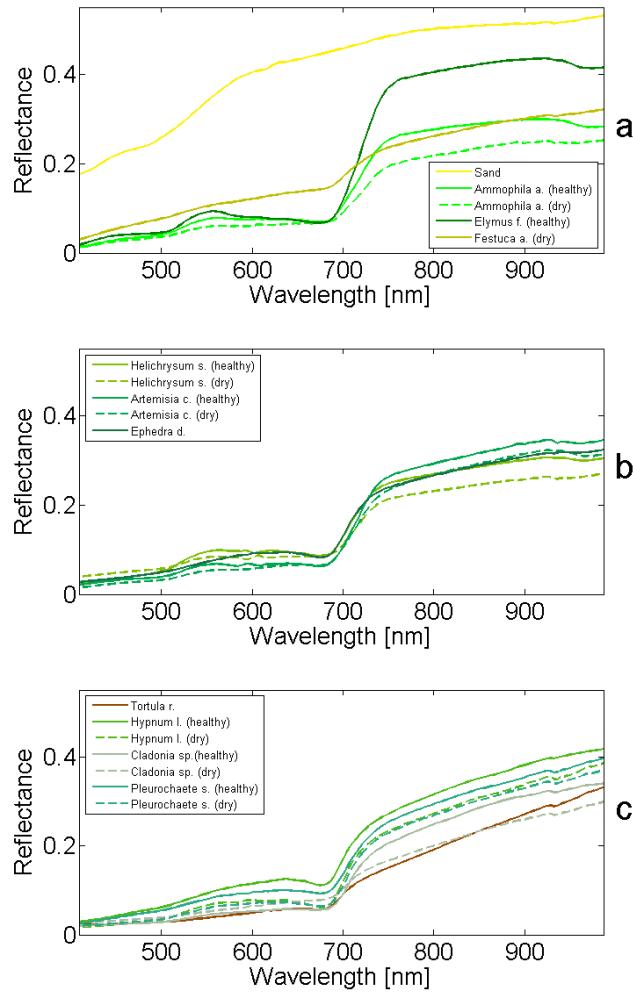 0.4
0.2
0
Reflectance
500 600 700 800 900
Wavelength [nm]
Sand
Ammophila a. (healthy)
Ammophila a. (dry)
Elymus f. (healthy)
Festuca a. (dry)
a
0.4
0.2
0
Reflectance
500 600 700 800 900
Wavelength [nm]
Helichrysum s. (healthy)
Helichrysum s. (dry)
Artemisia c. (healthy)
Artemisia c. (dry)
Ephedra d.
b
0.4
0.2
0
Reflectance
500 600 700 800 900
Wavelength [nm]
Tortula r.
Hypnum l. (healthy)
Hypnum l. (dry)
Cladonia sp.(healthy)
Cladonia sp. (dry)
Pleurochaete s. (healthy)
Pleurochaete s. (dry)
c